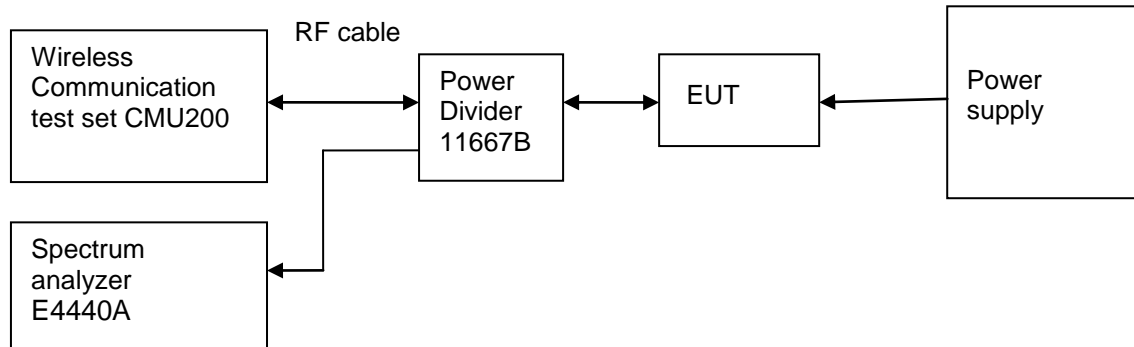 RF cable
Wireless
Communication
test set CMU200
Power
Divider
11667B
EUT
Power
supply
Spectrum
analyzer
E4440A